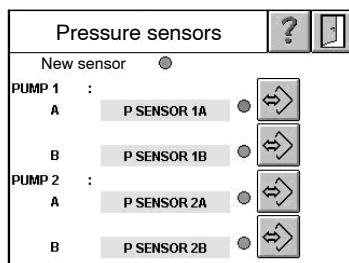 Pressure sensors ?
New sensor
PUMP 1 :
A P SENSOR 1A
B P SENSOR 1B
PUMP 2 :
A P SENSOR 2A
B P SENSOR 2B